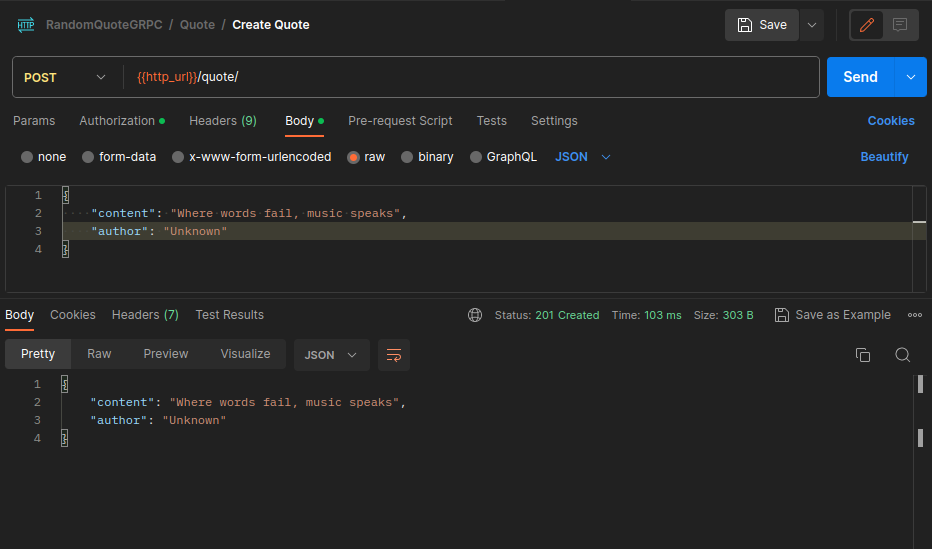 HTTP RandomQuoteGRPC / Quote / Create Quote Save
POST {{http_url}}/quote/ Send
Params Authorization Headers (9) Body Pre-request Script Tests Settings Cookies
none form-data x-www-form-urlencoded raw binary GraphQL JSON Beautify
1 {
2 "content": "Where words fail, music speaks",
3 "author": "Unknown"
4 }
Body Cookies Headers (7) Test Results Status: 201 Created Time: 103 ms Size: 303 B Save as Example
Pretty Raw Preview Visualize JSON
1 {
2 "content": "Where words fail, music speaks",
3 "author": "Unknown"
4 }